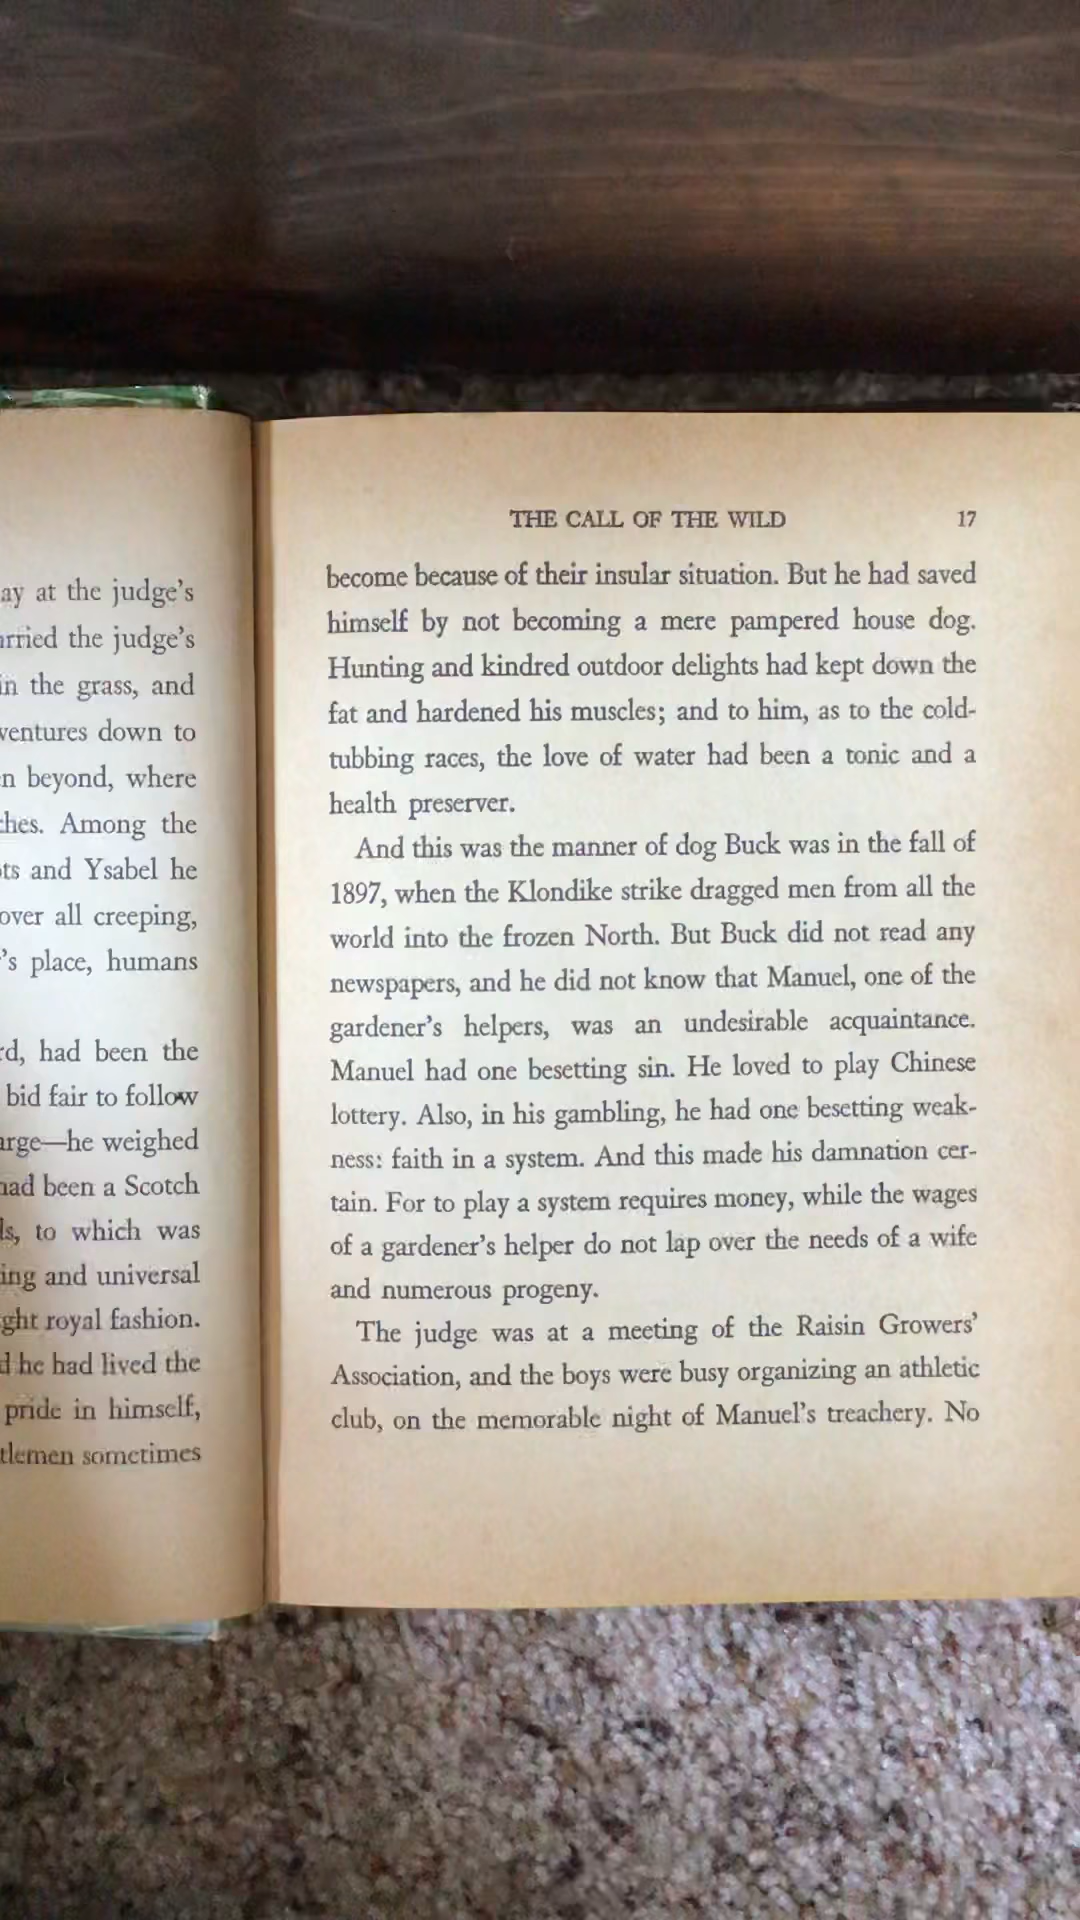 ay at the judge's
the judge's
in the grass, and
down to
beyond, where
Among the
and Ysabel he
over all creeping,
place, humans
had been the
bid fair to follow
he weighed
had been a Scotch
to which was
and universal
royal fashion.
he had lived the
pride in himself,
sometimes
THE CALL OF THE WILD 17
become because of their insular situation. But he had saved
himself by not becoming a mere pampered house dog.
Hunting and kindred outdoor delights had kept down the
fat and hardened his muscles; and to him, as to the cold-
tubbing races, the love of water had been a tonic and a
health preserver.
And this was the manner of dog Buck was in the fall of
1897, when the Klondike strike dragged men from all the
world into the frozen North. But Buck did not read any
newspapers, and he did not know that Manuel, one of the
gardener's helpers, was an undesirable acquaintance.
Manuel had one besetting sin. He loved to play Chinese
lottery. Also, in his gambling, he had one besetting weak-
ness: faith in a system. And this made his damnation cer-
tain. For to play a system requires money, while the wages
of a gardener's helper do not lap over the needs of a wife
and numerous progeny.
The judge was at a meeting of the Raisin Growers'
Association, and the boys were busy organizing an athletic
club, on the memorable night of Manuel's treachery. No